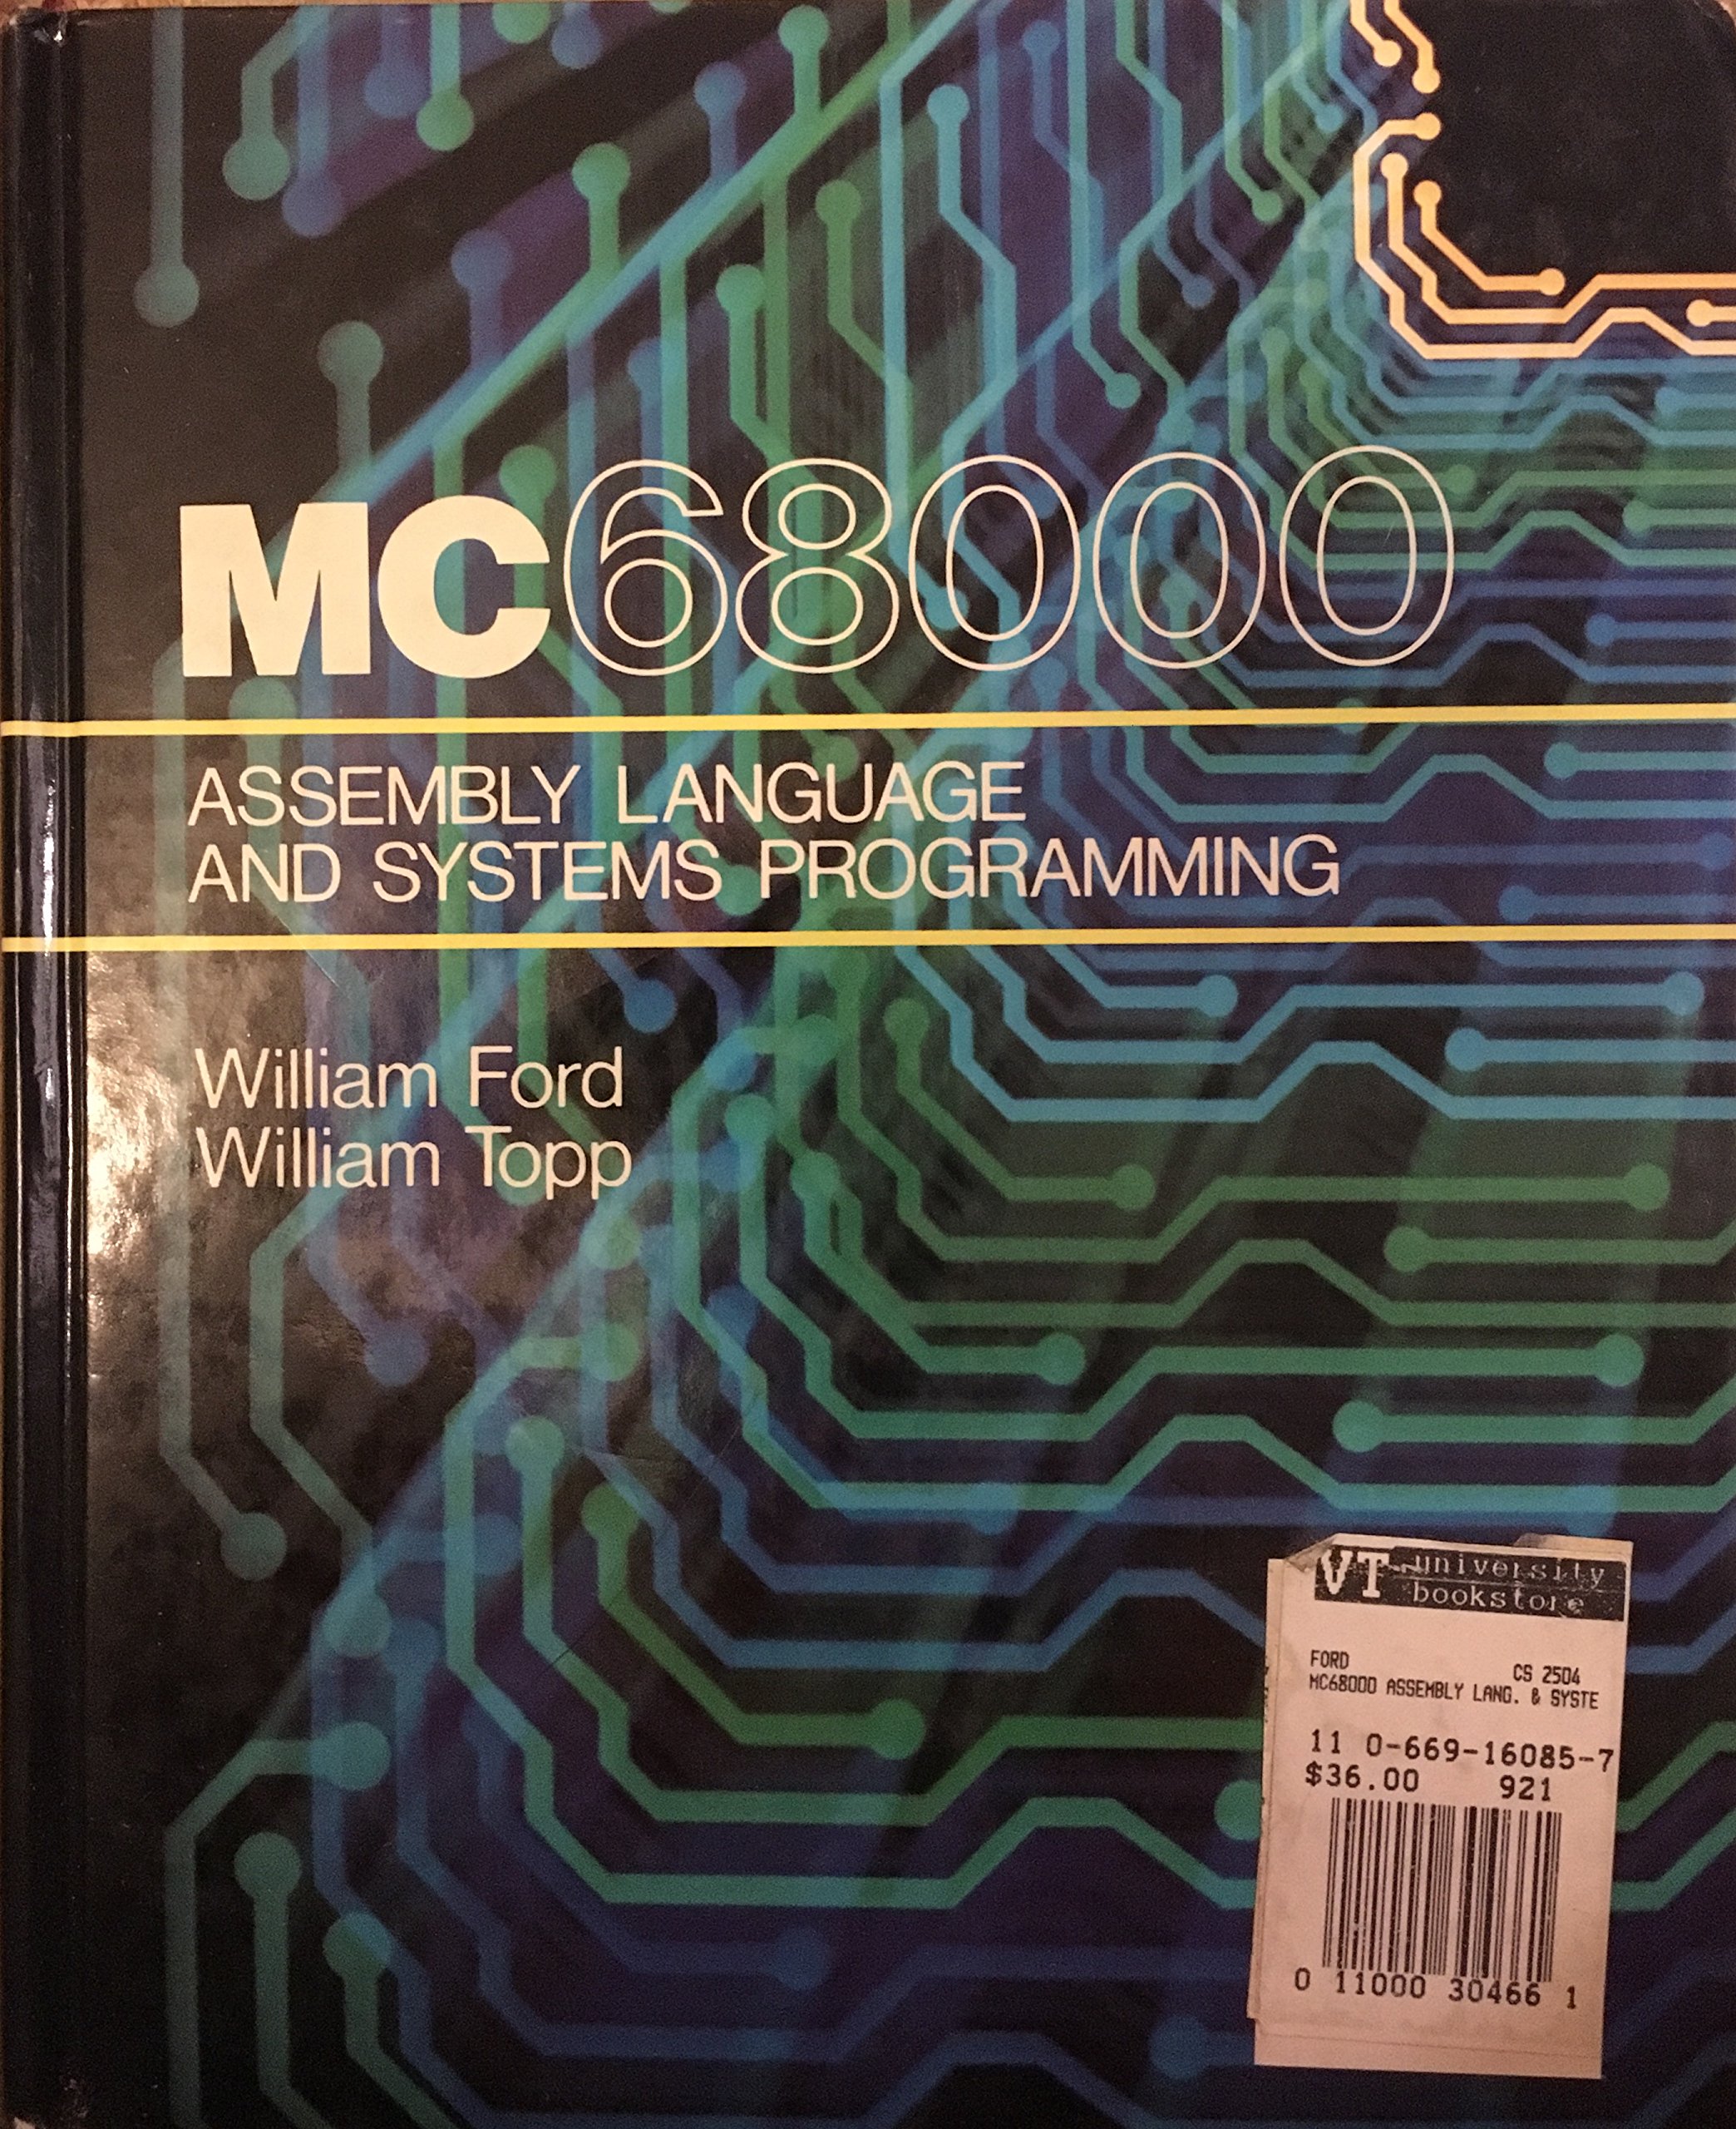 MC68000
ASSEMBLY LANGUAGE
AND SYSTEMS PROGRAMMING
William Ford
William Topp
VT university
bookstore
FORD CS 2504
MC68000 ASSEMBLY LANG. & SYSTE
11 0-669-16085-7
$36.00 921
0 11000 30466 1